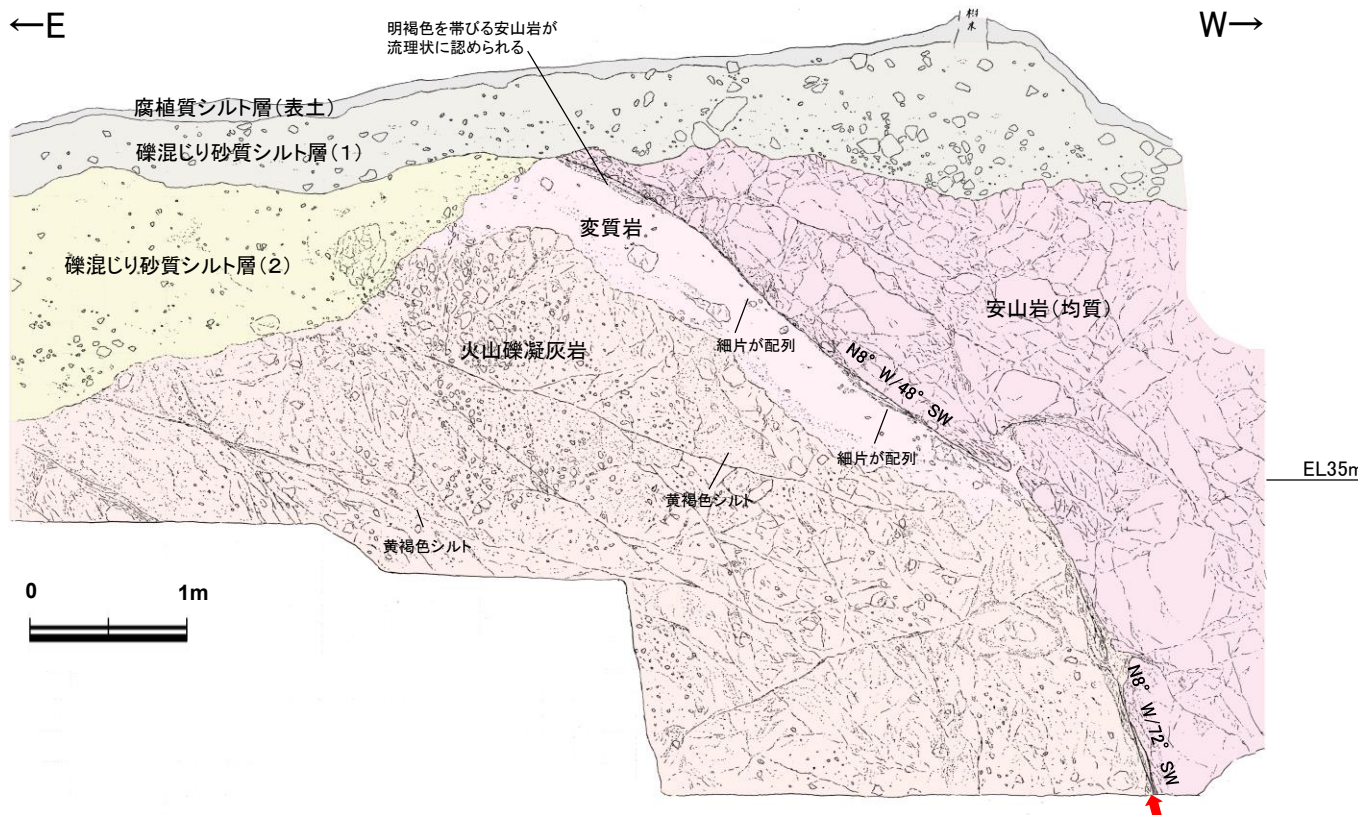 ←E
W→
明褐色を帯びる安山岩が
流理状に認められる
樹
木
腐植質シルト層(表土)
礫混じり砂質シルト層(1)
変質岩
礫混じり砂質シルト層(2)
安山岩(均質)
細片が配列
火山礫凝灰岩
N8° W/48° SW
細片が配列
EL35m
黄褐色シルト
黄褐色シルト
0 1m
N8° W/72° SW